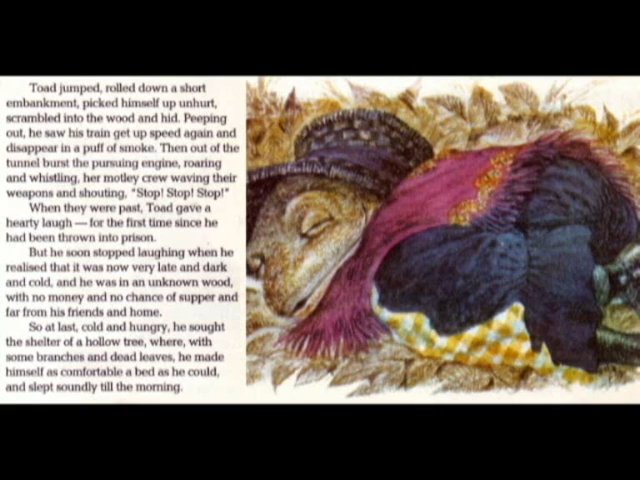 Toad jumped, rolled down a short
embankment, picked himself up unhurt,
scrambled into the wood and hid. Peeping
out, he saw his train get up speed again and
disappear in a puff of smoke. Then out of the
tunnel burst the pursuing engine, roaring
and whistling, her motley crew waving their
weapons and shouting, "Stop! Stop! Stop!"
When they were past, Toad gave a
hearty laugh — for the first time since he
had been thrown into prison.
But he soon stopped laughing when he
realised that it was now very late and dark
and cold, and he was in an unknown wood,
with no money and no chance of supper and
far from his friends and home.
So at last, cold and hungry, he sought
the shelter of a hollow tree, where, with
some branches and dead leaves, he made
himself as comfortable a bed as he could,
and slept soundly till the morning.